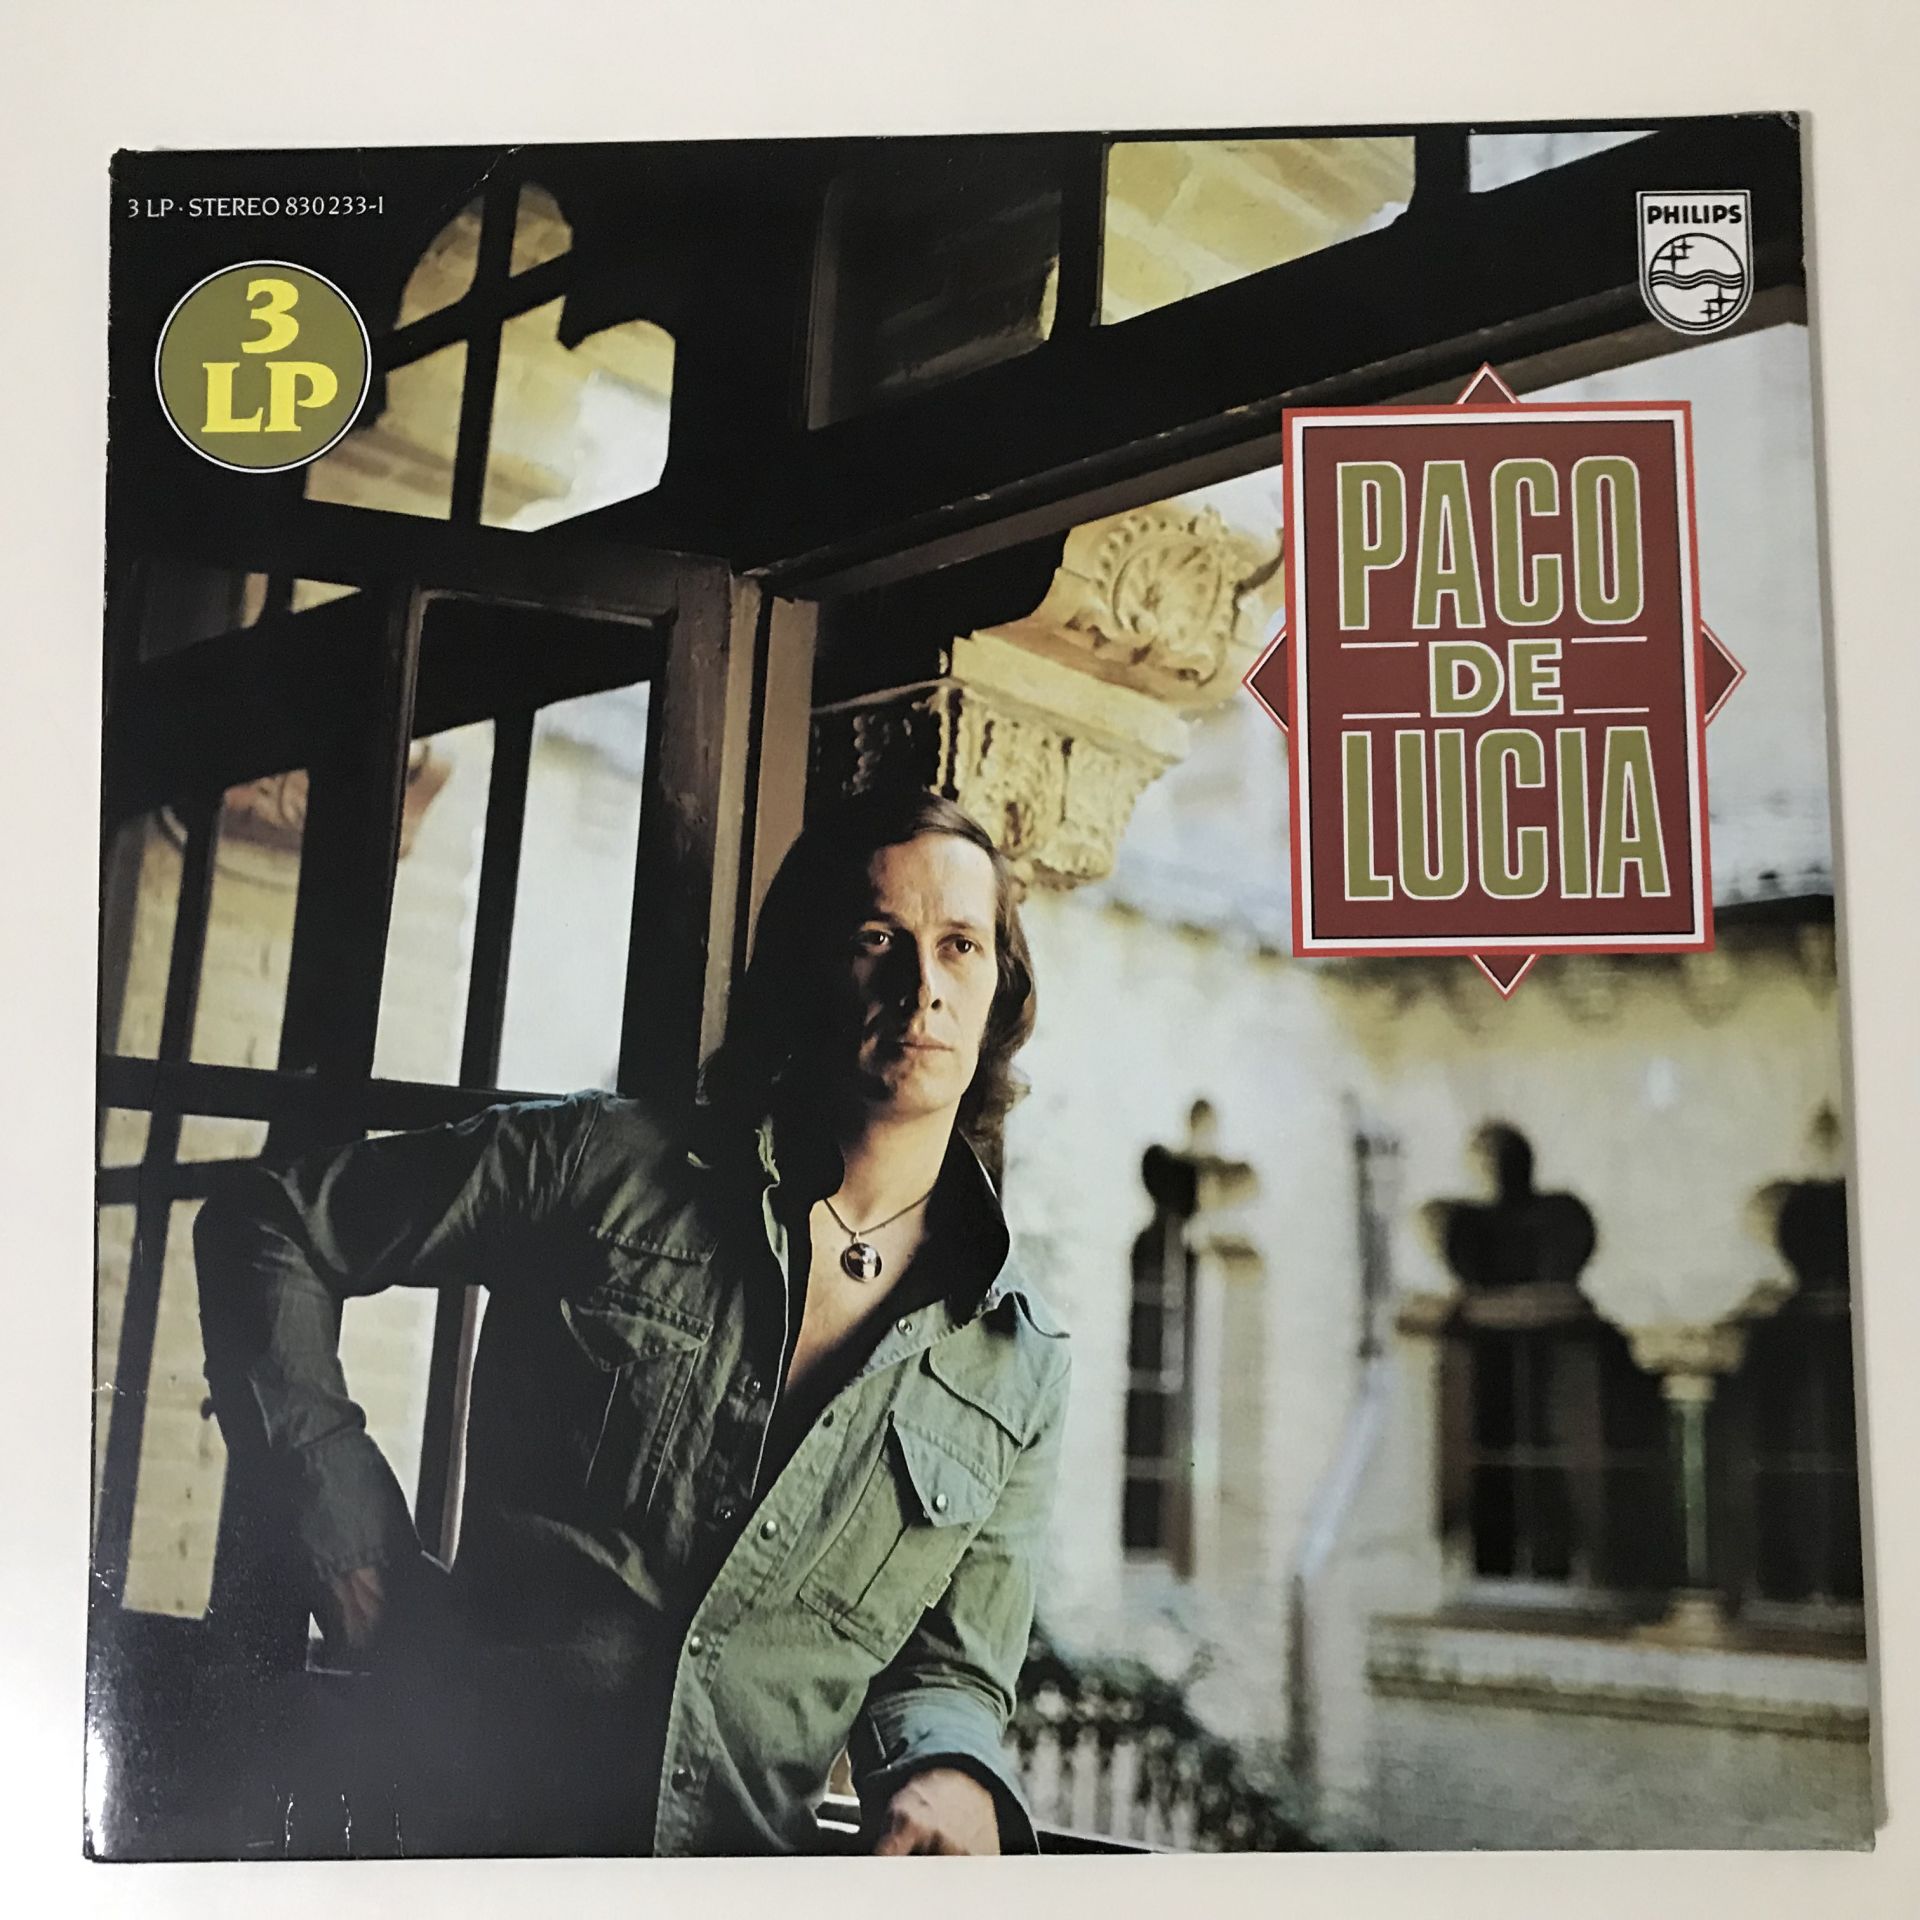 3 LP · STEREO 830 233-1
3
LP
PHILIPS
PACO
DE
LUCIA